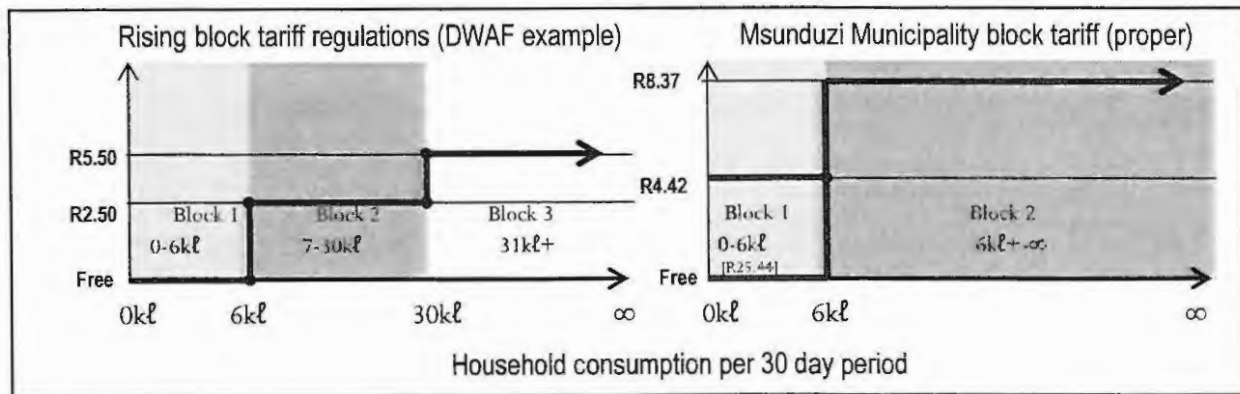 Rising block tariff regulations (DWAF example)
R5.50
R2.50
Free
Block 1
0-6kℓ
Block 2
7-30kℓ
Block 3
31kℓ+
0kℓ
6kℓ
30kℓ
∞
Msunduzi Municipality block tariff (proper)
R8.37
R4.42
Free
Block 1
0-6kℓ
[R25.44]
Block 2
6kℓ+-∞
0kℓ
6kℓ
∞
Household consumption per 30 day period